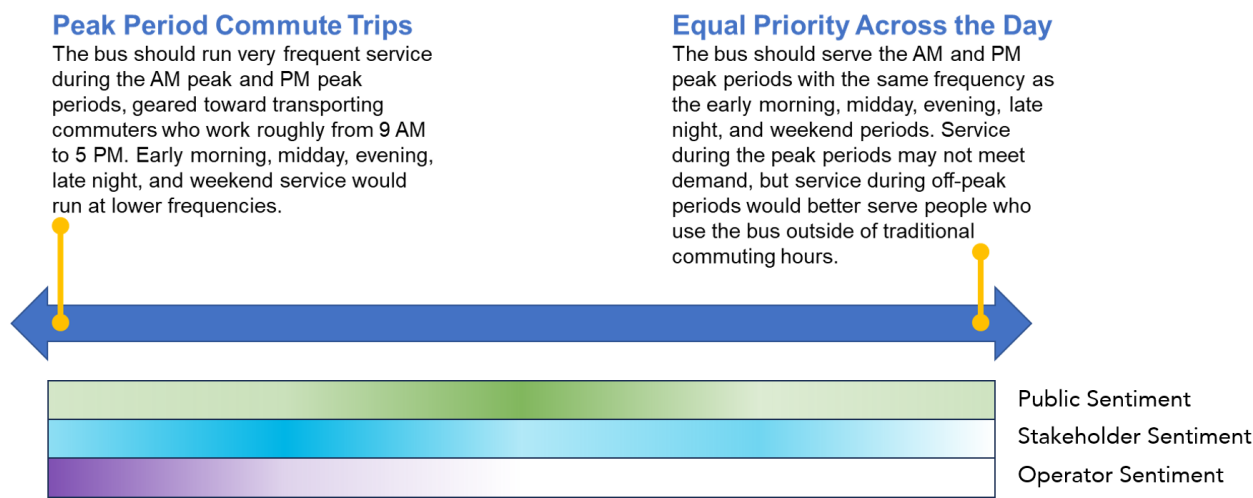 Peak Period Commute Trips
The bus should run very frequent service
during the AM peak and PM peak
periods, geared toward transporting
commuters who work roughly from 9 AM
to 5 PM. Early morning, midday, evening,
late night, and weekend service would
run at lower frequencies.
Equal Priority Across the Day
The bus should serve the AM and PM
peak periods with the same frequency as
the early morning, midday, evening, late
night, and weekend periods. Service
during the peak periods may not meet
demand, but service during off-peak
periods would better serve people who
use the bus outside of traditional
commuting hours.
Public Sentiment
Stakeholder Sentiment
Operator Sentiment